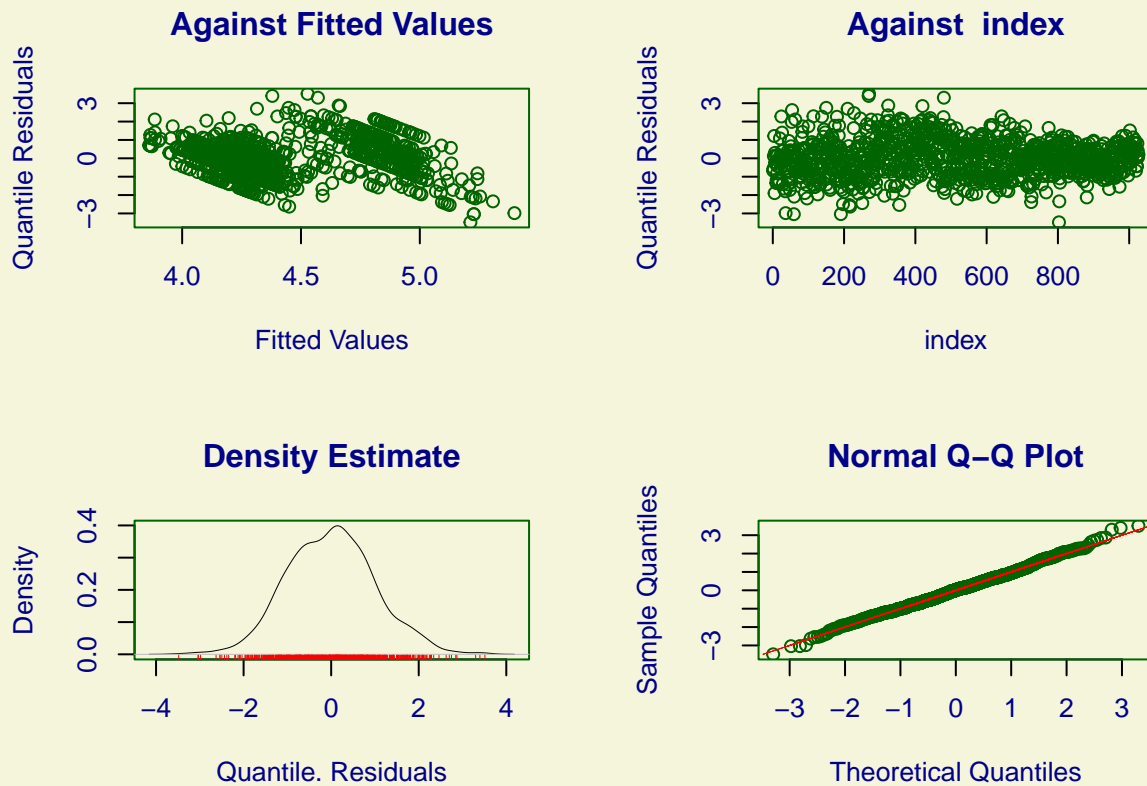 Against Fitted Values
Quantile Residuals
3
0
−3
4.0 4.5 5.0
Fitted Values
Against index
Quantile Residuals
3
0
−3
0 200 400 600 800
index
Density Estimate
Density
0.4
0.2
0.0
−4 −2 0 2 4
Quantile. Residuals
Normal Q−Q Plot
Sample Quantiles
3
0
−3
−3 −2 −1 0 1 2 3
Theoretical Quantiles